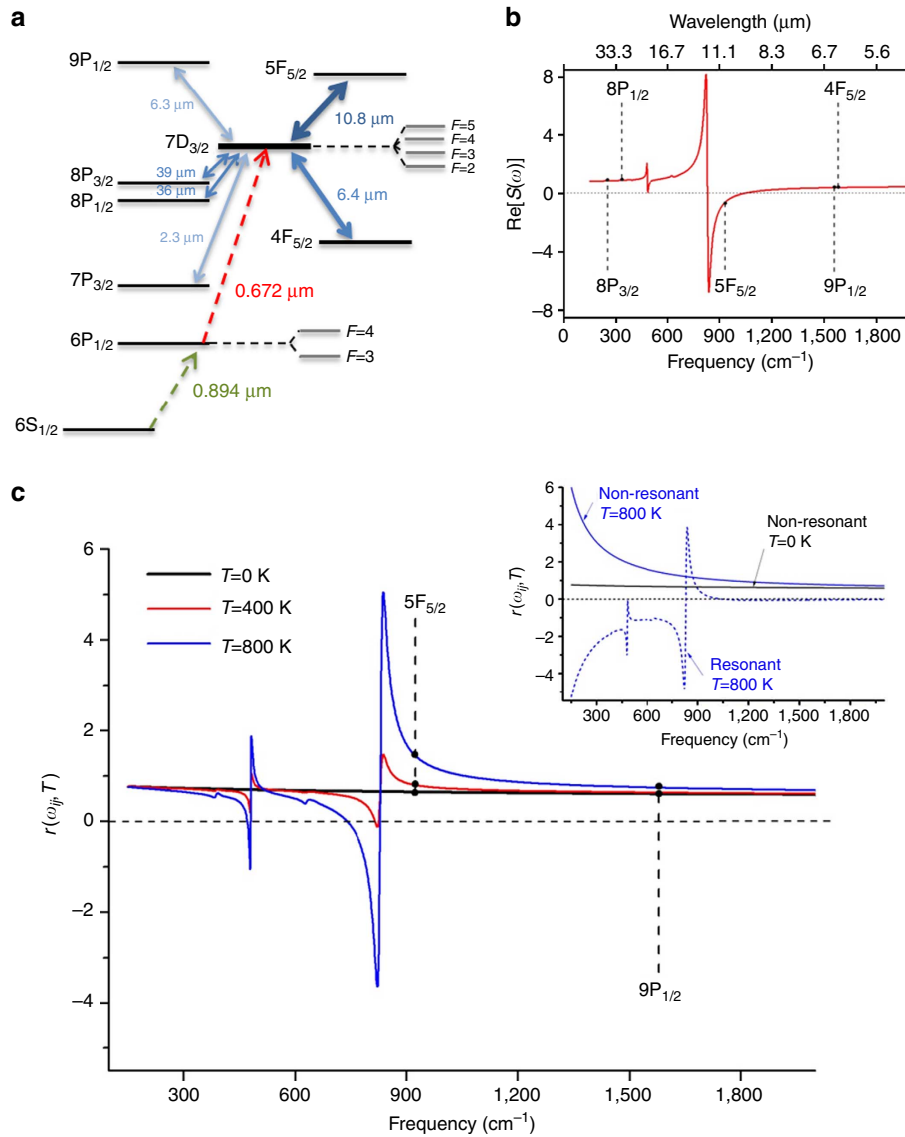 a
9P1/2
5F5/2
6.3 μm
10.8 μm
7D3/2
F=5
F=4
F=3
F=2
8P3/2
39 μm
36 μm
8P1/2
6.4 μm
2.3 μm
4F5/2
7P3/2
0.672 μm
6P1/2
F=4
F=3
0.894 μm
6S1/2
b
Wavelength (μm)
33.3 16.7 11.1 8.3 6.7 5.6
8
4
0
−4
−8
Re[S(ω)]
8P1/2
4F5/2
8P3/2
5F5/2
9P1/2
0 300 600 900 1,200 1,500 1,800
Frequency (cm−1)
c
6
4
2
0
−2
−4
r(ωij, T)
T=0 K
T=400 K
T=800 K
5F5/2
9P1/2
300 600 900 1,200 1,500 1,800
Frequency (cm−1)
6
4
2
0
−2
−4
r(ωij, T)
Non-resonant
T=800 K
Non-resonant
T=0 K
Resonant
T=800 K
300 600 900 1,200 1,500 1,800
Frequency (cm−1)